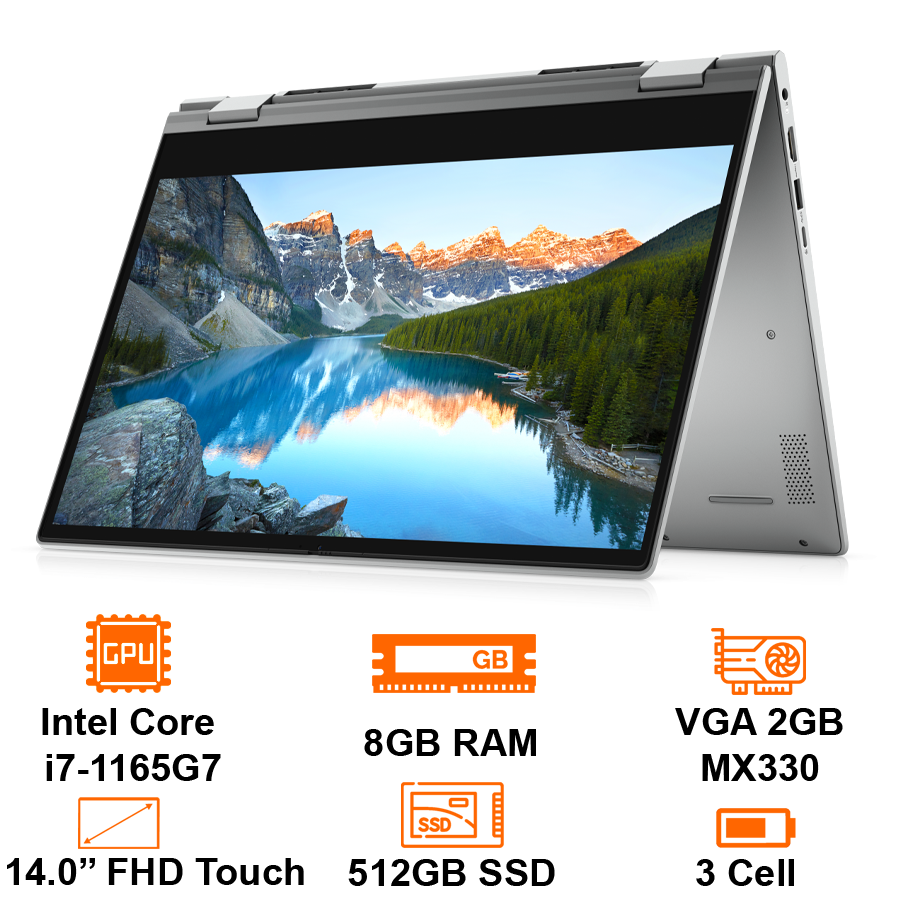 GPU
GB
Intel Core
i7-1165G7
8GB RAM
VGA 2GB
MX330
SSD
14.0” FHD Touch
512GB SSD
3 Cell